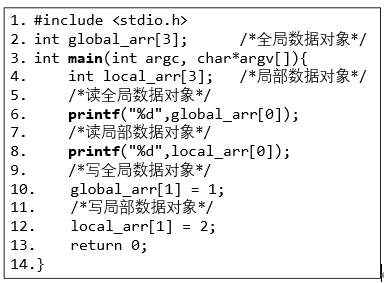 1. #include <stdio.h>
2. int global_arr[3];      /*全局数据对象*/
3. int main(int argc, char*argv[]){
4.     int local_arr[3];   /*局部数据对象*/
5.     /*读全局数据对象*/
6.     printf("%d",global_arr[0]);
7.     /*读局部数据对象*/
8.     printf("%d",local_arr[0]);
9.     /*写全局数据对象*/
10.    global_arr[1] = 1;
11.    /*写局部数据对象*/
12.    local_arr[1] = 2;
13.    return 0;
14.}